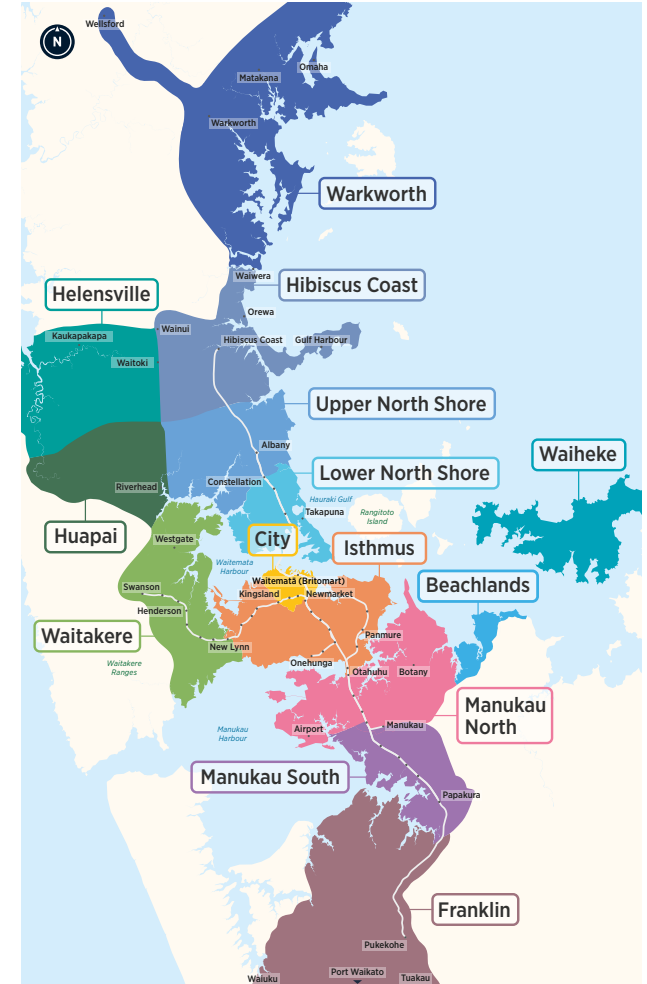 Wellsford
N
Omaha
Matakana
Warkworth
Warkworth
Waiwera
Hibiscus Coast
Helensville
Orewa
Kaukapakapa
Wainui
Hibiscus Coast
Gulf Harbour
Waitoki
Upper North Shore
Albany
Waiheke
Lower North Shore
Constellation
Riverhead
Hauraki Gulf
Takapuna
Rangitoto
Island
Huapai
Westgate
City
Isthmus
Waitemata
Harbour
Waitematā (Britomart)
Beachlands
Swanson
Kingsland
Newmarket
Henderson
Waitakere
Panmure
New Lynn
Onehunga
Waitakere
Ranges
Otahuhu
Botany
Manukau
North
Airport
Manukau
Manukau
Harbour
Manukau South
Papakura
Franklin
Pukekohe
Port Waikato
Waiuku
Tuakau